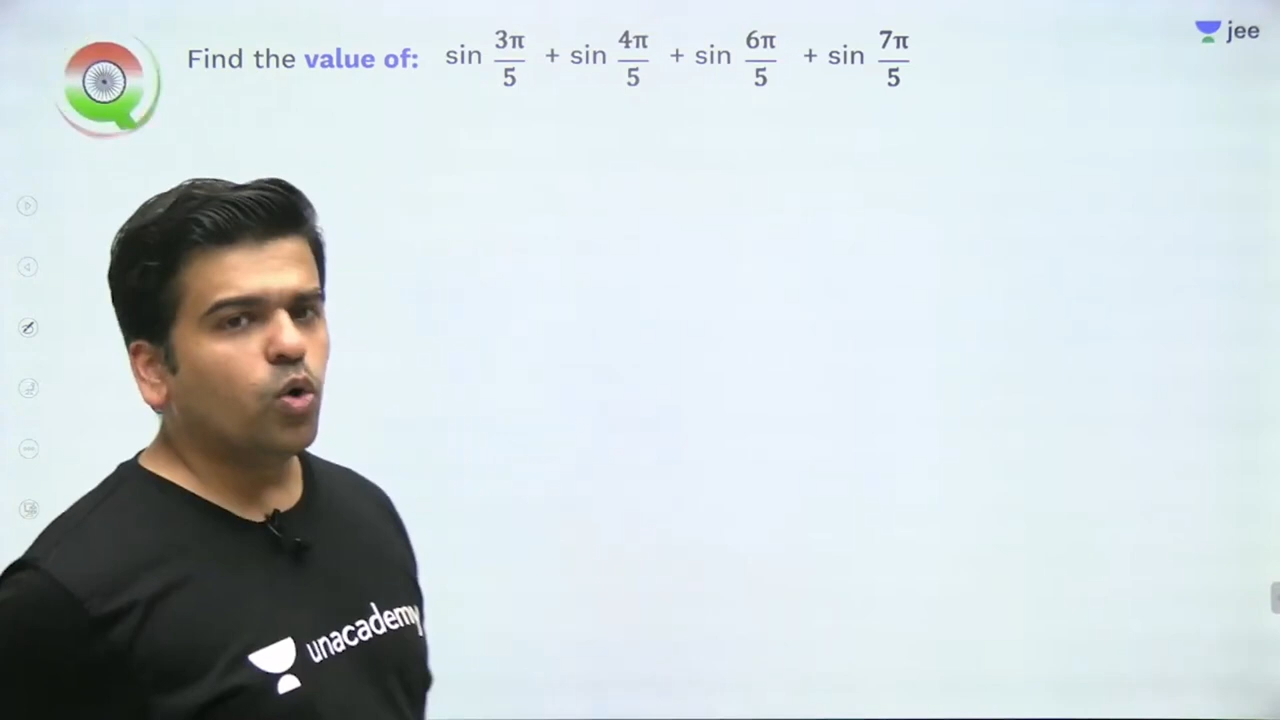 Find the value of: sin 3π/5 + sin 4π/5 + sin 6π/5 + sin 7π/5
jee
unacademy